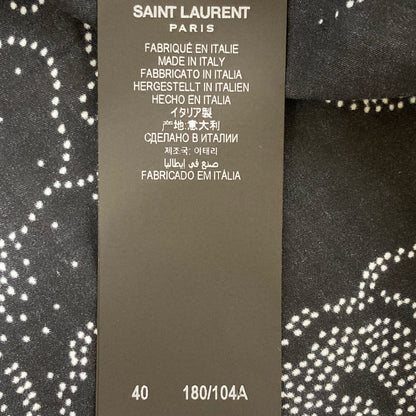 SAINT LAURENT
PARIS
FABRIQUÉ EN ITALIE
MADE IN ITALY
FABBRICATO IN ITALIA
HERGESTELLT IN ITALIEN
HECHO EN ITALIA
イタリア製
产地:意大利
СДЕЛАНО В ИТАЛИИ
제조국: 이태리
صنع في إيطاليا
FABRICADO EM ITÁLIA
40 180/104A